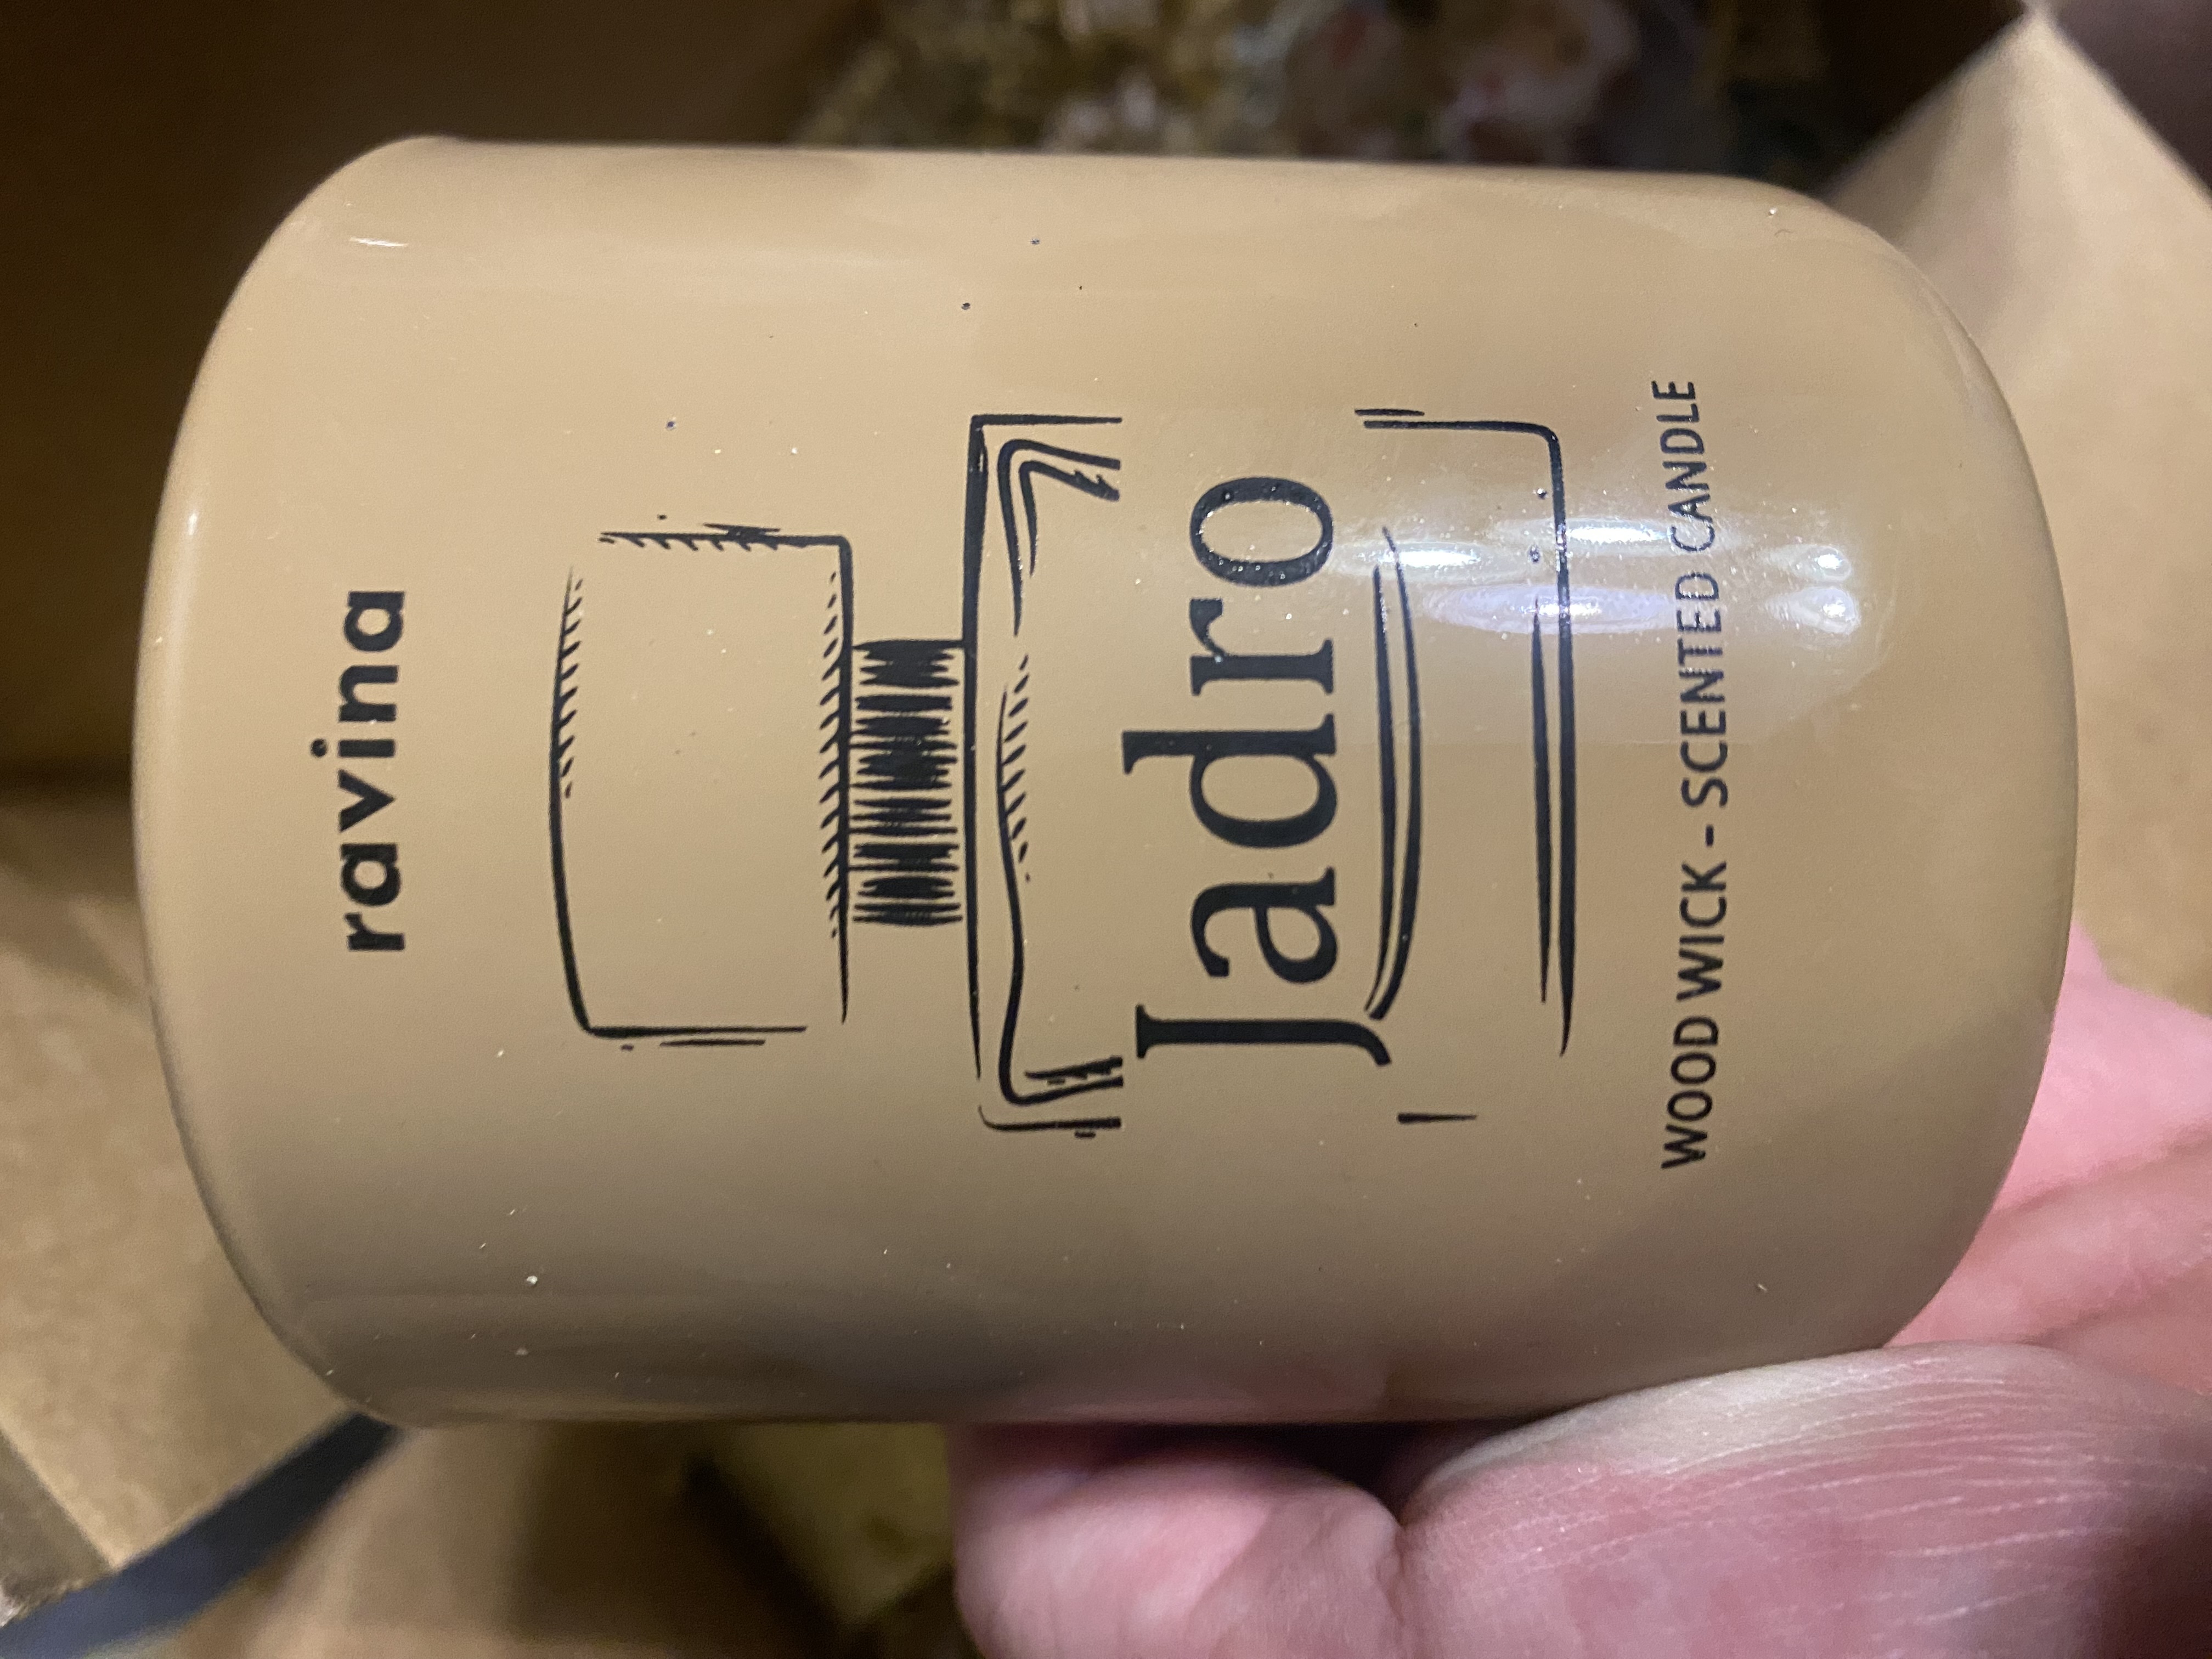 ravina
Jadro
WOOD WICK - SCENTED CANDLE